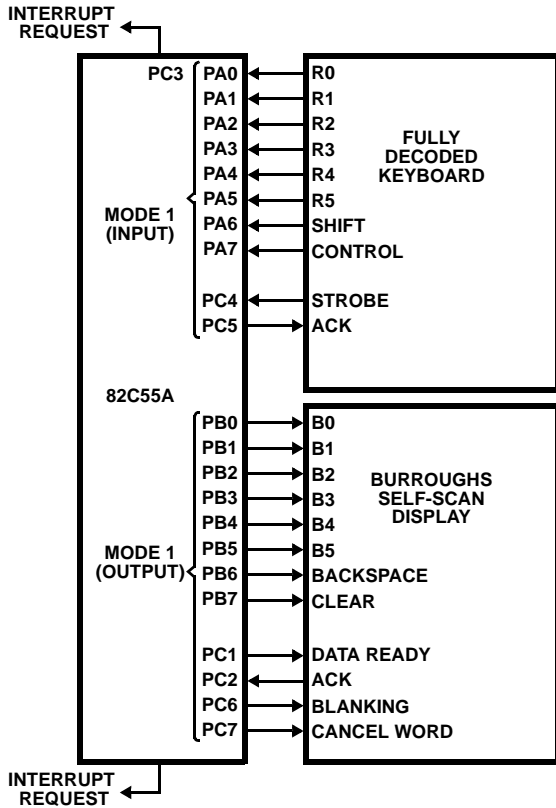 INTERRUPT
REQUEST
PC3 PA0 R0
PA1 R1
PA2 R2
PA3 R3
PA4 R4
PA5 R5
PA6 SHIFT
PA7 CONTROL
MODE 1
(INPUT)
FULLY
DECODED
KEYBOARD
PC4 STROBE
PC5 ACK
82C55A
PB0 B0
PB1 B1
PB2 B2
PB3 B3
PB4 B4
PB5 B5
PB6 BACKSPACE
PB7 CLEAR
MODE 1
(OUTPUT)
BURROUGHS
SELF-SCAN
DISPLAY
PC1 DATA READY
PC2 ACK
PC6 BLANKING
PC7 CANCEL WORD
INTERRUPT
REQUEST